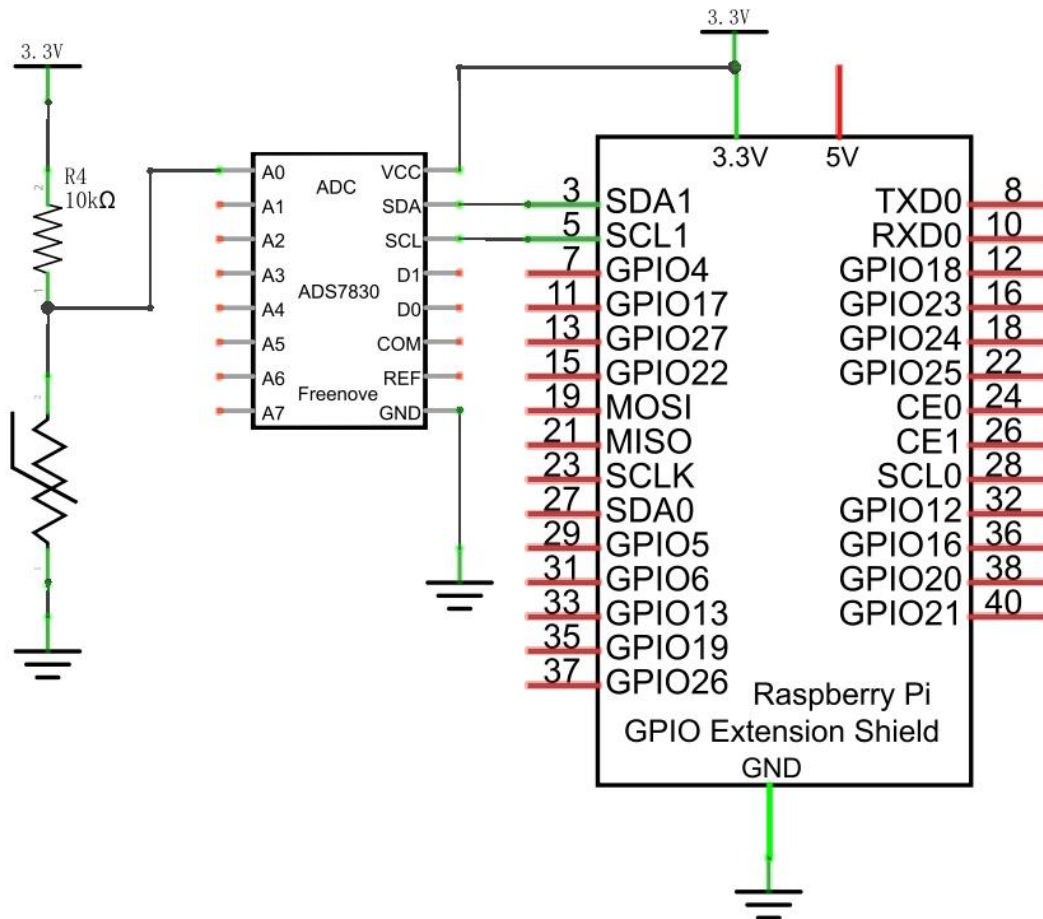 3.3V
3.3V
R4
10kΩ
2
1
2
1
A0 ADC VCC
A1 SDA
A2 SCL
A3 D1
A4 ADS7830 D0
A5 COM
A6 REF
A7 Freenove GND
3.3V 5V
3 SDA1 TXD0 8
5 SCL1 RXD0 10
7 GPIO4 GPIO18 12
11 GPIO17 GPIO23 16
13 GPIO27 GPIO24 18
15 GPIO22 GPIO25 22
19 MOSI CE0 24
21 MISO CE1 26
23 SCLK SCL0 28
27 SDA0 GPIO12 32
29 GPIO5 GPIO16 36
31 GPIO6 GPIO20 38
33 GPIO13 GPIO21 40
35 GPIO19
37 GPIO26
Raspberry Pi
GPIO Extension Shield
GND